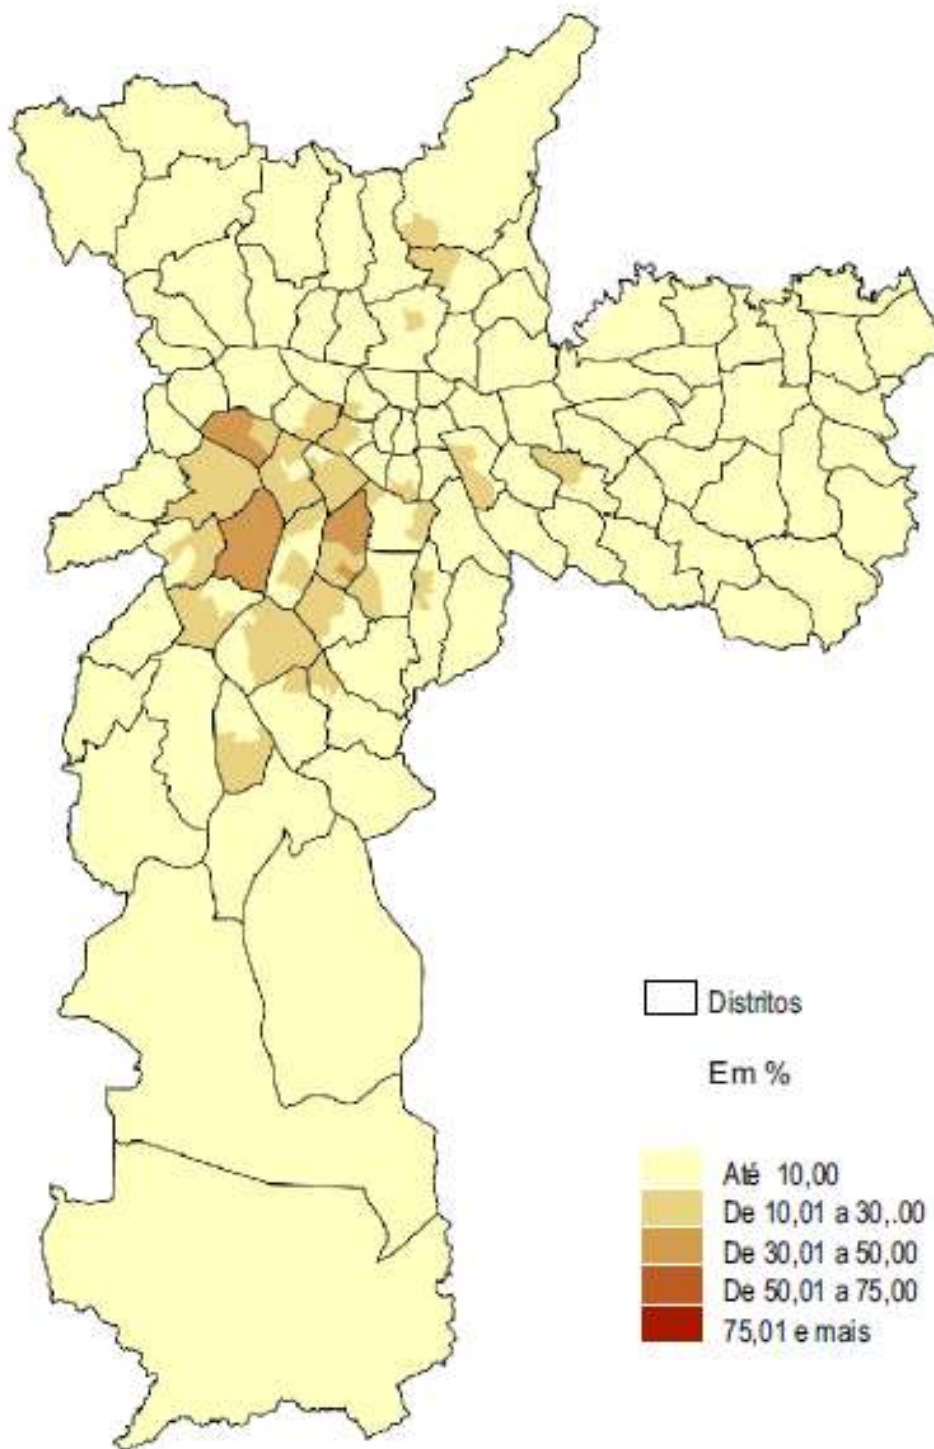 Distritos
Em %
Até 10,00
De 10,01 a 30,.00
De 30,01 a 50,00
De 50,01 a 75,00
75,01 e mais